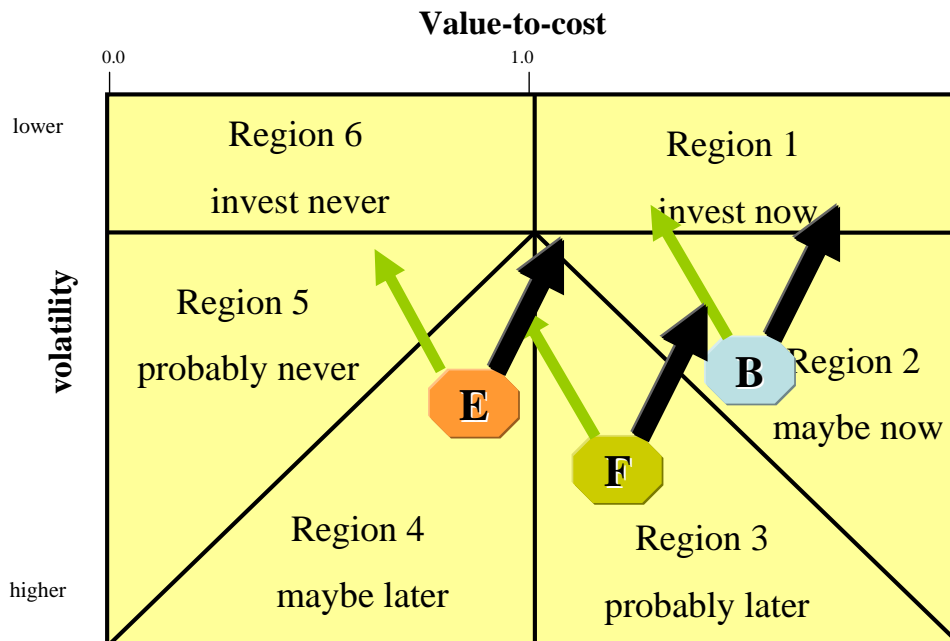 Value-to-cost
0.0
1.0
lower
Region 6
invest never
Region 1
invest now
volatility
Region 5
probably never
Region 2
maybe now
B
E
F
Region 4
maybe later
Region 3
probably later
higher